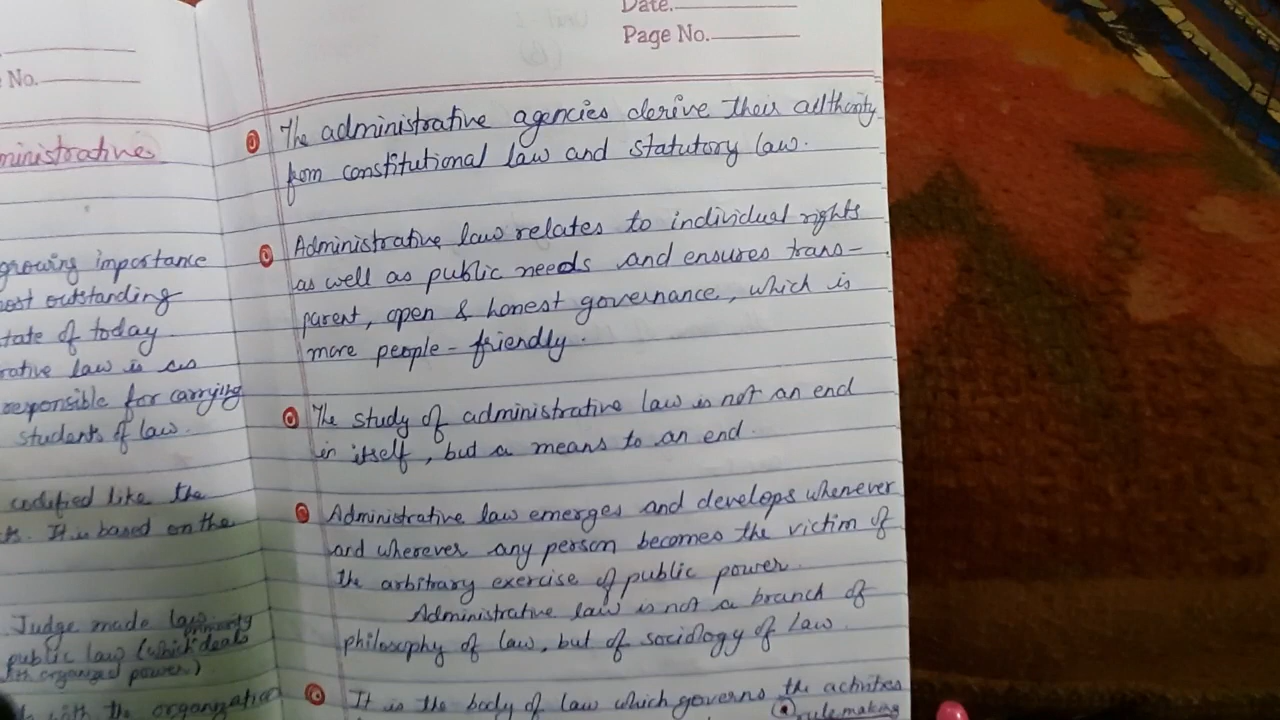 No.
ministrative
growing importance
ost outstanding
tate of today
rative law is as
responsible for carrying
students of law.
codified like the
ts. It is based on the
Judge made law
public law (which deals
organized power)
with the organization
Date.
Page No.
The administrative agencies derive their authority
from constitutional law and statutory law.
Administrative law relates to individual rights
as well as public needs and ensures trans-
parent, open & honest governance, which is
more people-friendly.
The study of administrative law is not an end
in itself, but a means to an end.
Administrative law emerges and develops whenever
and wherever any person becomes the victim of
the arbitrary exercise of public power.
Administrative law is not a branch of
philosophy of law, but of sociology of law.
It is the body of law which governs the activities
rulemaking